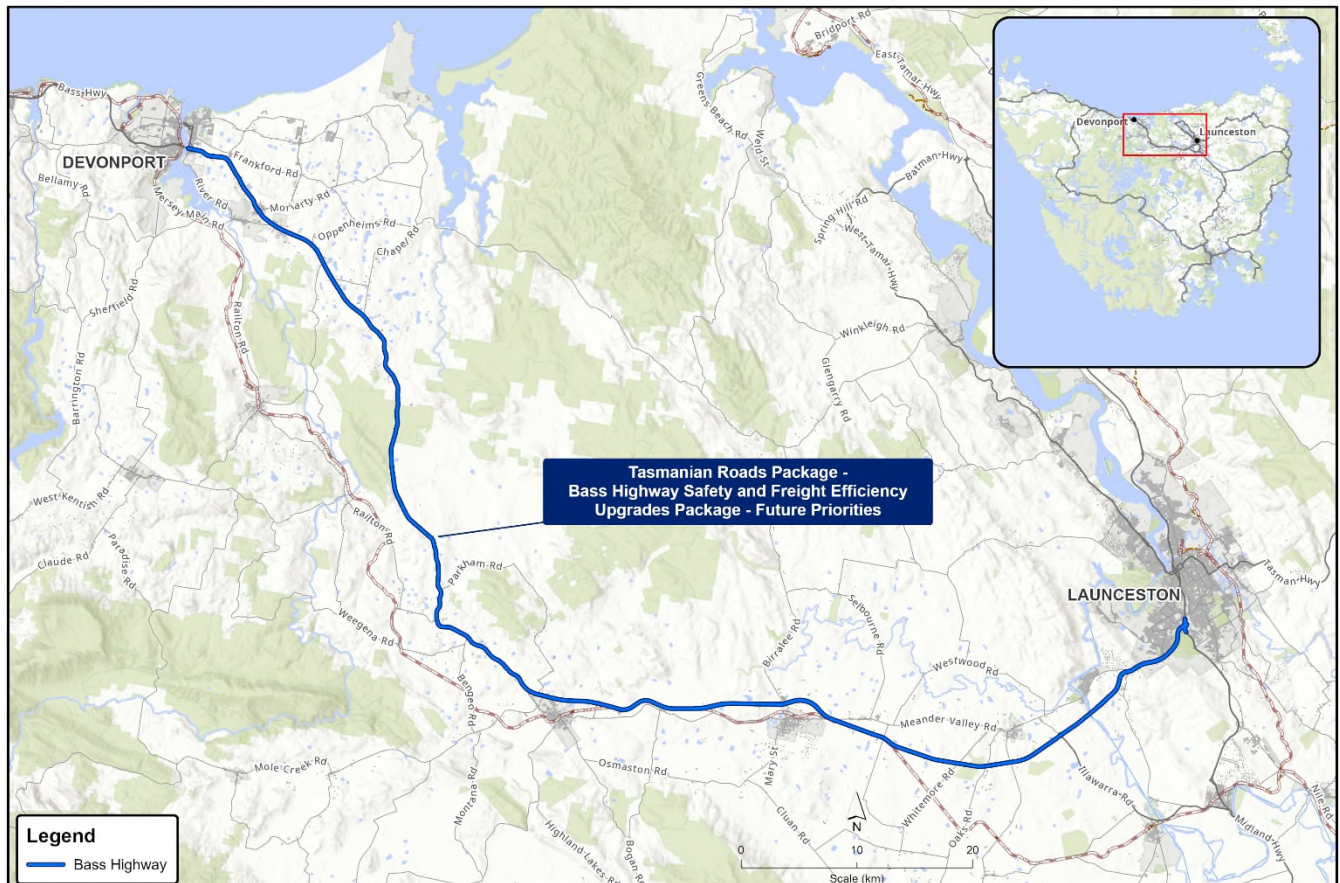 Bridport Rd
East-Tamar-Hwy
Greens-Beach-Rd
Weld-St
Batman-Hwy
Bass-Hwy
DEVONPORT
Frankford-Rd
Bellamy-Rd
River-Rd
Moriarty-Rd
Mersey-Main-Rd
Oppenheims-Rd
Chapel-Rd
Spring-Hill-Rd
West-Tamar-Hwy
Devonport
Launceston
Sheffield-Rd
Railton-Rd
Winkleigh-Rd
Barrington-Rd
Glengarry-Rd
Tasmanian Roads Package -
Bass Highway Safety and Freight Efficiency
Upgrades Package - Future Priorities
West-Kentish-Rd
Railton-Rd
Paradise-Rd
Claude-Rd
Parkham-Rd
Tasman-Hwy
LAUNCESTON
Selbourne-Rd
Weegena-Rd
Birralee-Rd
Westwood-Rd
Bengeo-Rd
Meander-Valley-Rd
Mole-Creek-Rd
Osmaston-Rd
Mary-St
Montana-Rd
Whitemore-Rd
Illawarra-Rd
Nile-Rd
Highland-Lakes-Rd
Bogan-Rd
Cluan-Rd
Oaks-Rd
Midland-Hwy
N
0 10 20
Scale (km)
Legend
Bass Highway